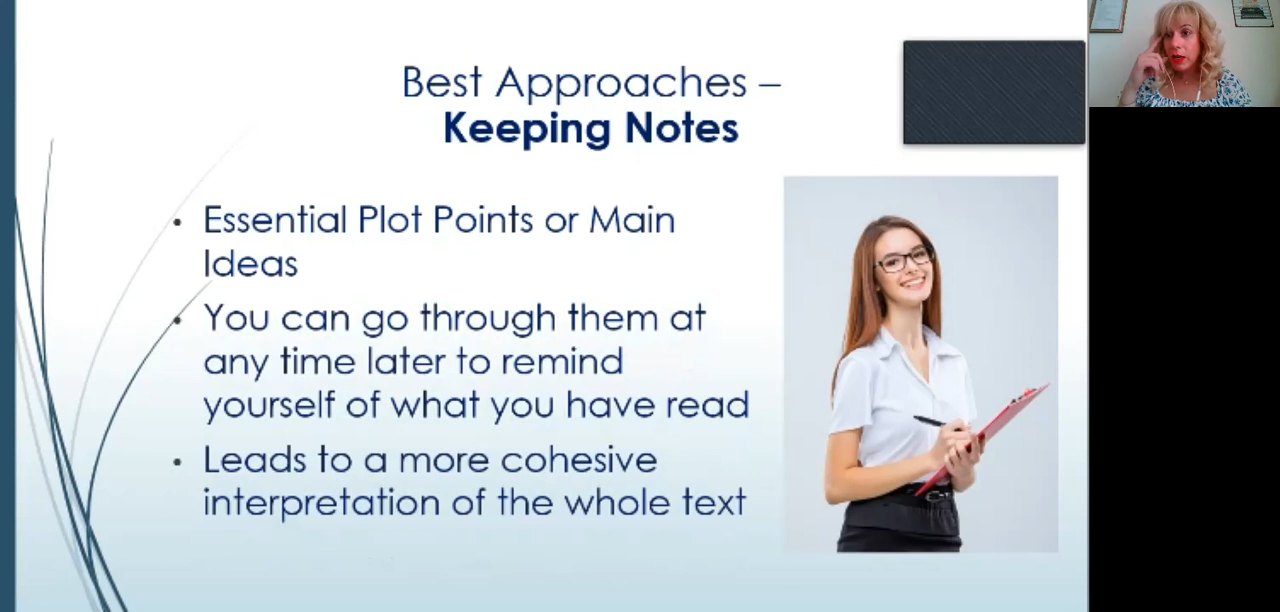 Best Approaches –
Keeping Notes
• Essential Plot Points or Main
Ideas
• You can go through them at
any time later to remind
yourself of what you have read
• Leads to a more cohesive
interpretation of the whole text